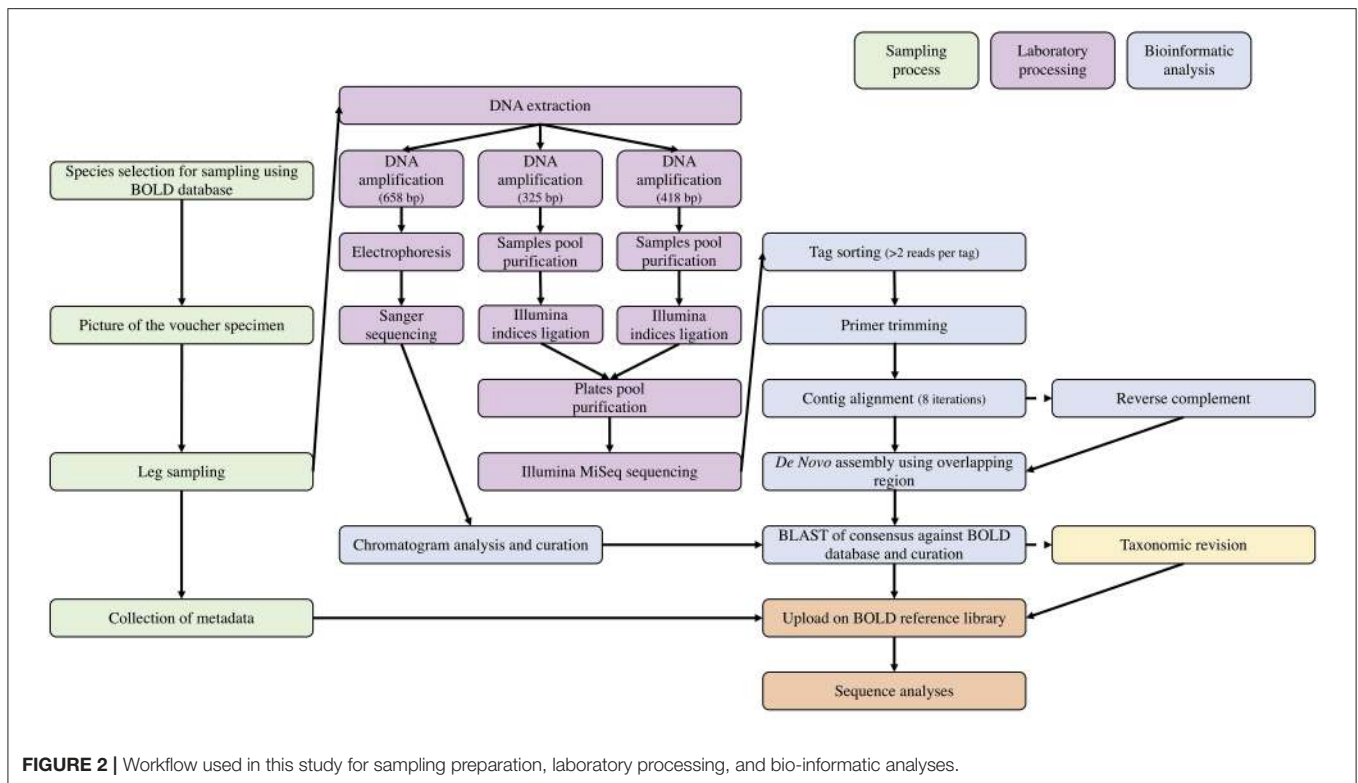 Sampling
process
Laboratory
processing
Bioinformatic
analysis
DNA extraction
Species selection for sampling using
BOLD database
DNA
amplification
(658 bp)
DNA
amplification
(325 bp)
DNA
amplification
(418 bp)
Electrophoresis
Samples pool
purification
Samples pool
purification
Tag sorting (>2 reads per tag)
Picture of the voucher specimen
Sanger
sequencing
Illumina
indices ligation
Illumina
indices ligation
Primer trimming
Plates pool
purification
Contig alignment (8 iterations)
Reverse complement
Leg sampling
Illumina MiSeq sequencing
De Novo assembly using overlapping
region
Chromatogram analysis and curation
BLAST of consensus against BOLD
database and curation
Taxonomic revision
Collection of metadata
Upload on BOLD reference library
Sequence analyses
FIGURE 2 | Workflow used in this study for sampling preparation, laboratory processing, and bio-informatic analyses.